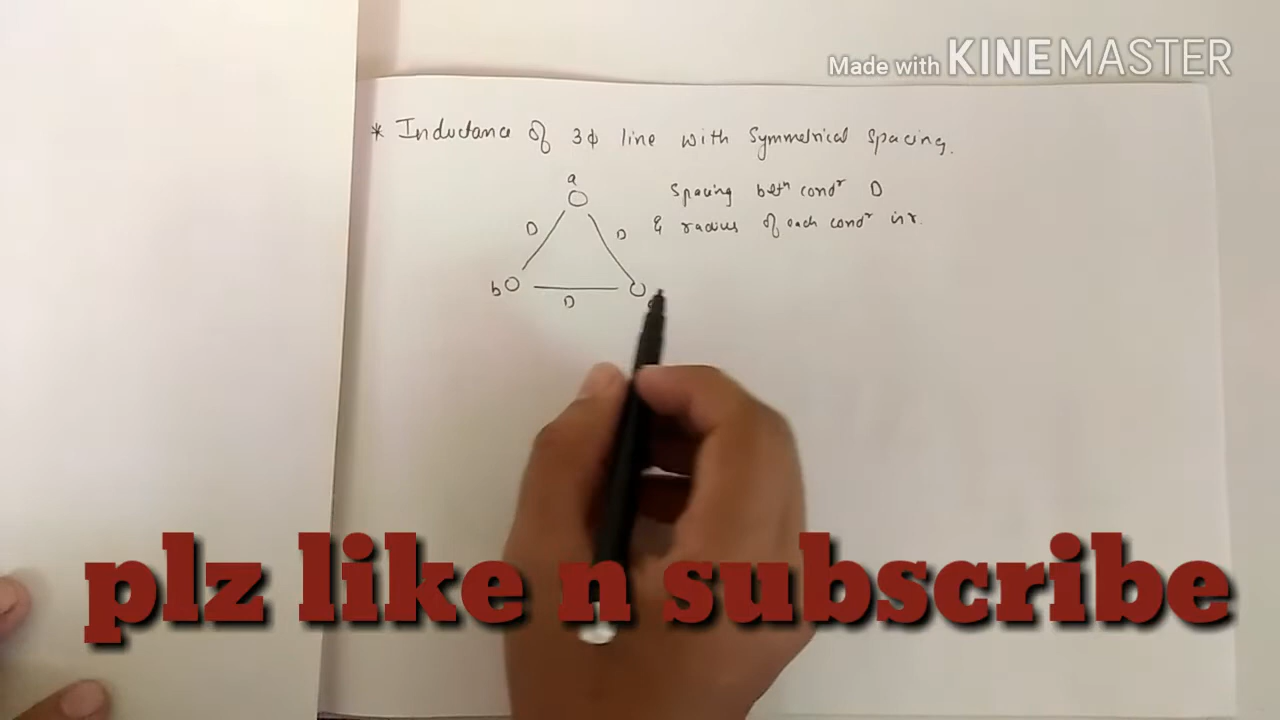 Made with KINEMASTER
* Inductance of 3φ line with Symmetrical Spacing.
a
Spacing betn condr D
& radius of each condr is r.
D
D
b
D
plz like n subscribe